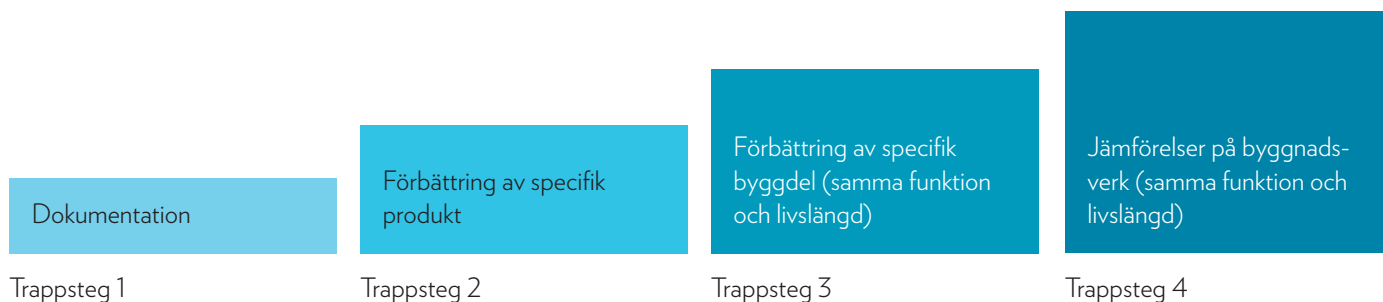 Dokumentation
Förbättring av specifik
produkt
Förbättring av specifik
byggdel (samma funktion
och livslängd)
Jämförelser på byggnads-
verk (samma funktion och
livslängd)
Trappsteg 1
Trappsteg 2
Trappsteg 3
Trappsteg 4